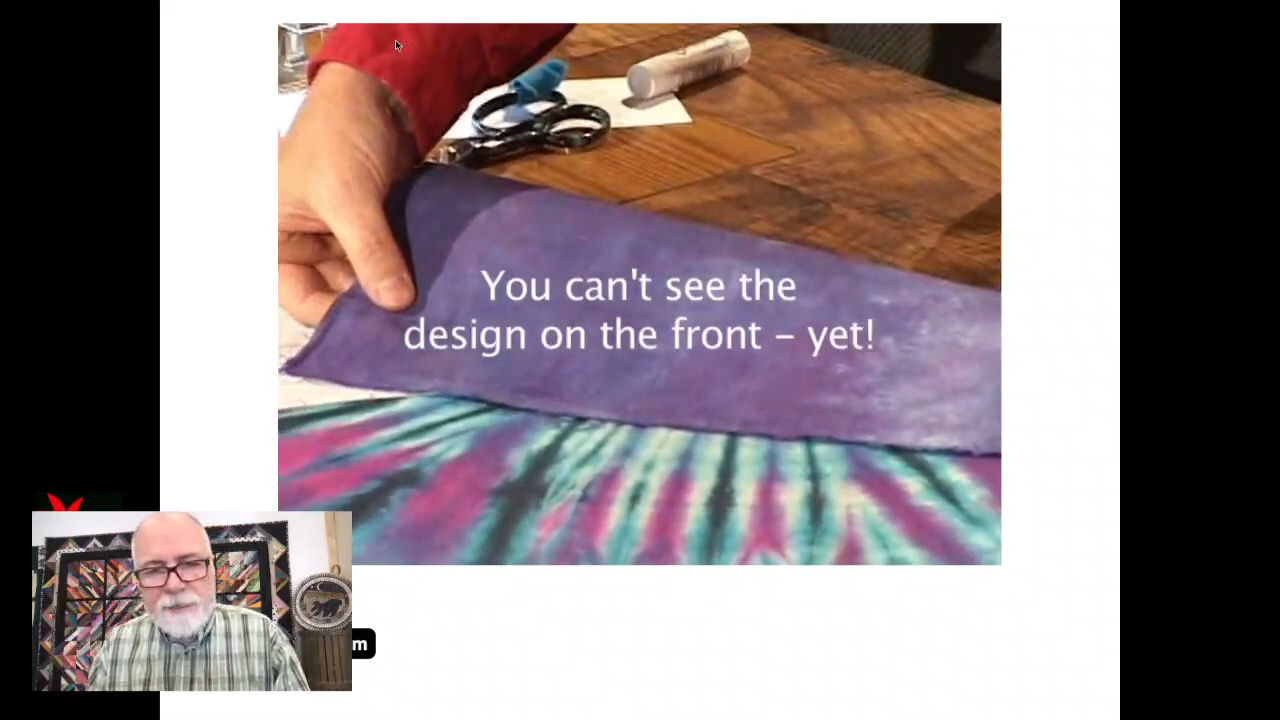 You can't see the
design on the front – yet!
m